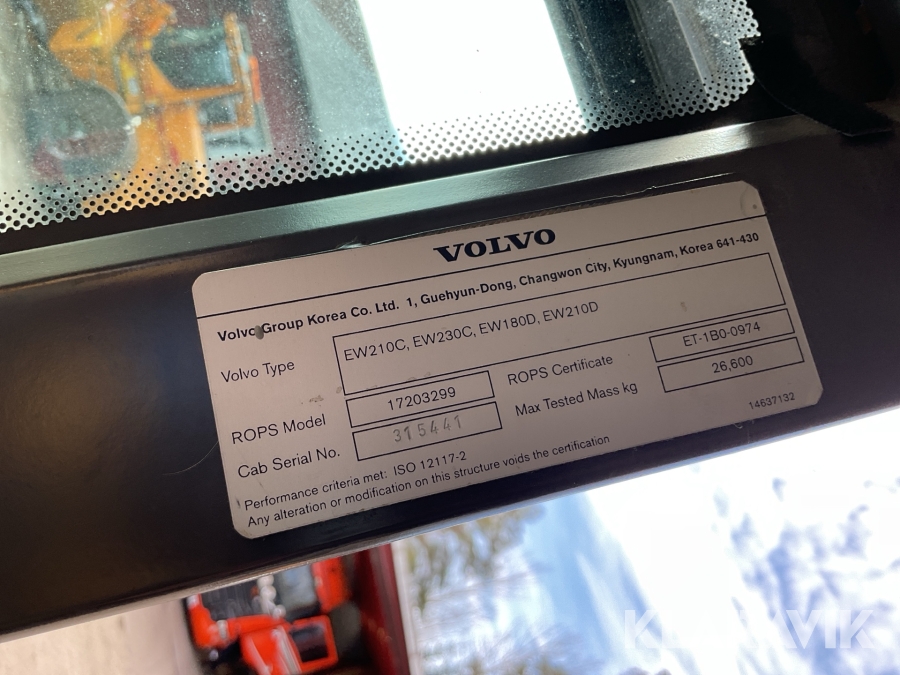 VOLVO
Volvo Group Korea Co. Ltd. 1, Guehyun-Dong, Changwon City, Kyungnam, Korea 641-430
Volvo Type EW210C, EW230C, EW180D, EW210D
ROPS Model 17203299 ROPS Certificate ET-1B0-0974
Cab Serial No. 315441 Max Tested Mass kg 26,600
14637132
Performance criteria met: ISO 12117-2
Any alteration or modification on this structure voids the certification
KLARAVIK